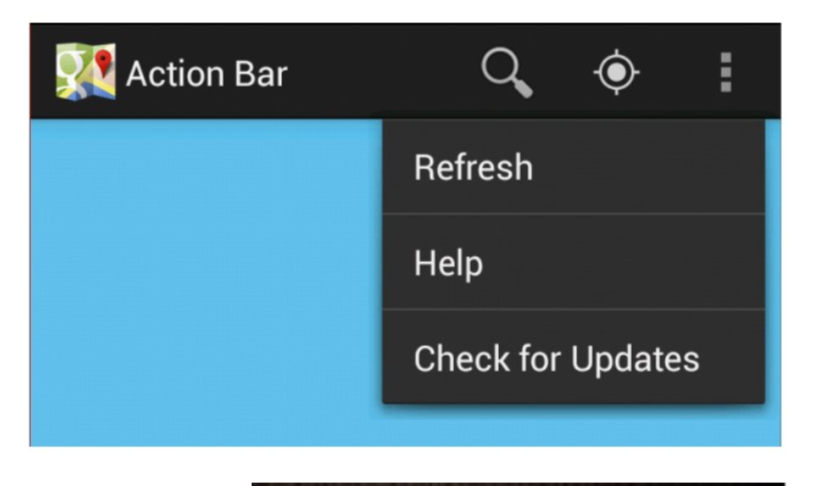 Action Bar
Refresh
Help
Check for Updates